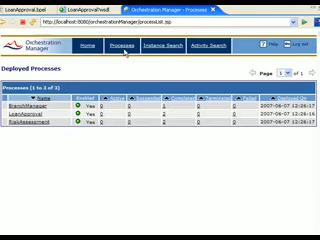 LoanApproval.bpel LoanApproval?wsdl Orchestration Manager - Processes
http://localhost:8080/orchestrationManager/processList.jsp
Orchestration Manager
Home Processes Instance Search Activity Search Help Log out
Deployed Processes
Page 1 of 1
Processes (1 to 3 of 3)
Name Enabled Active Suspended Completed Terminated Failed Deployed On
BranchManager Yes 0 0 1 0 0 2007-06-07 12:26:17
LoanApproval Yes 0 0 2 0 0 2007-06-07 12:26:16
RiskAssessment Yes 0 0 2 0 0 2007-06-07 12:26:17